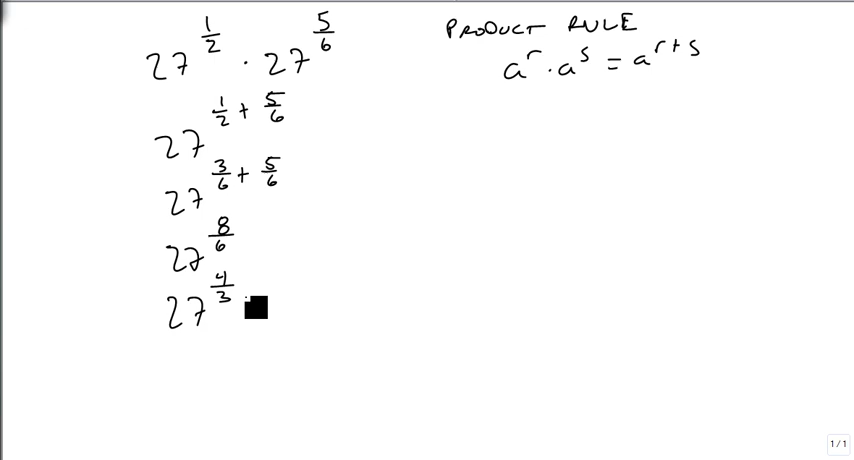 27^{1/2} · 27^{5/6}
27^{1/2 + 5/6}
27^{3/6 + 5/6}
27^{8/6}
27^{4/3}
PRODUCT RULE
a^r · a^s = a^{r+s}
1 / 1